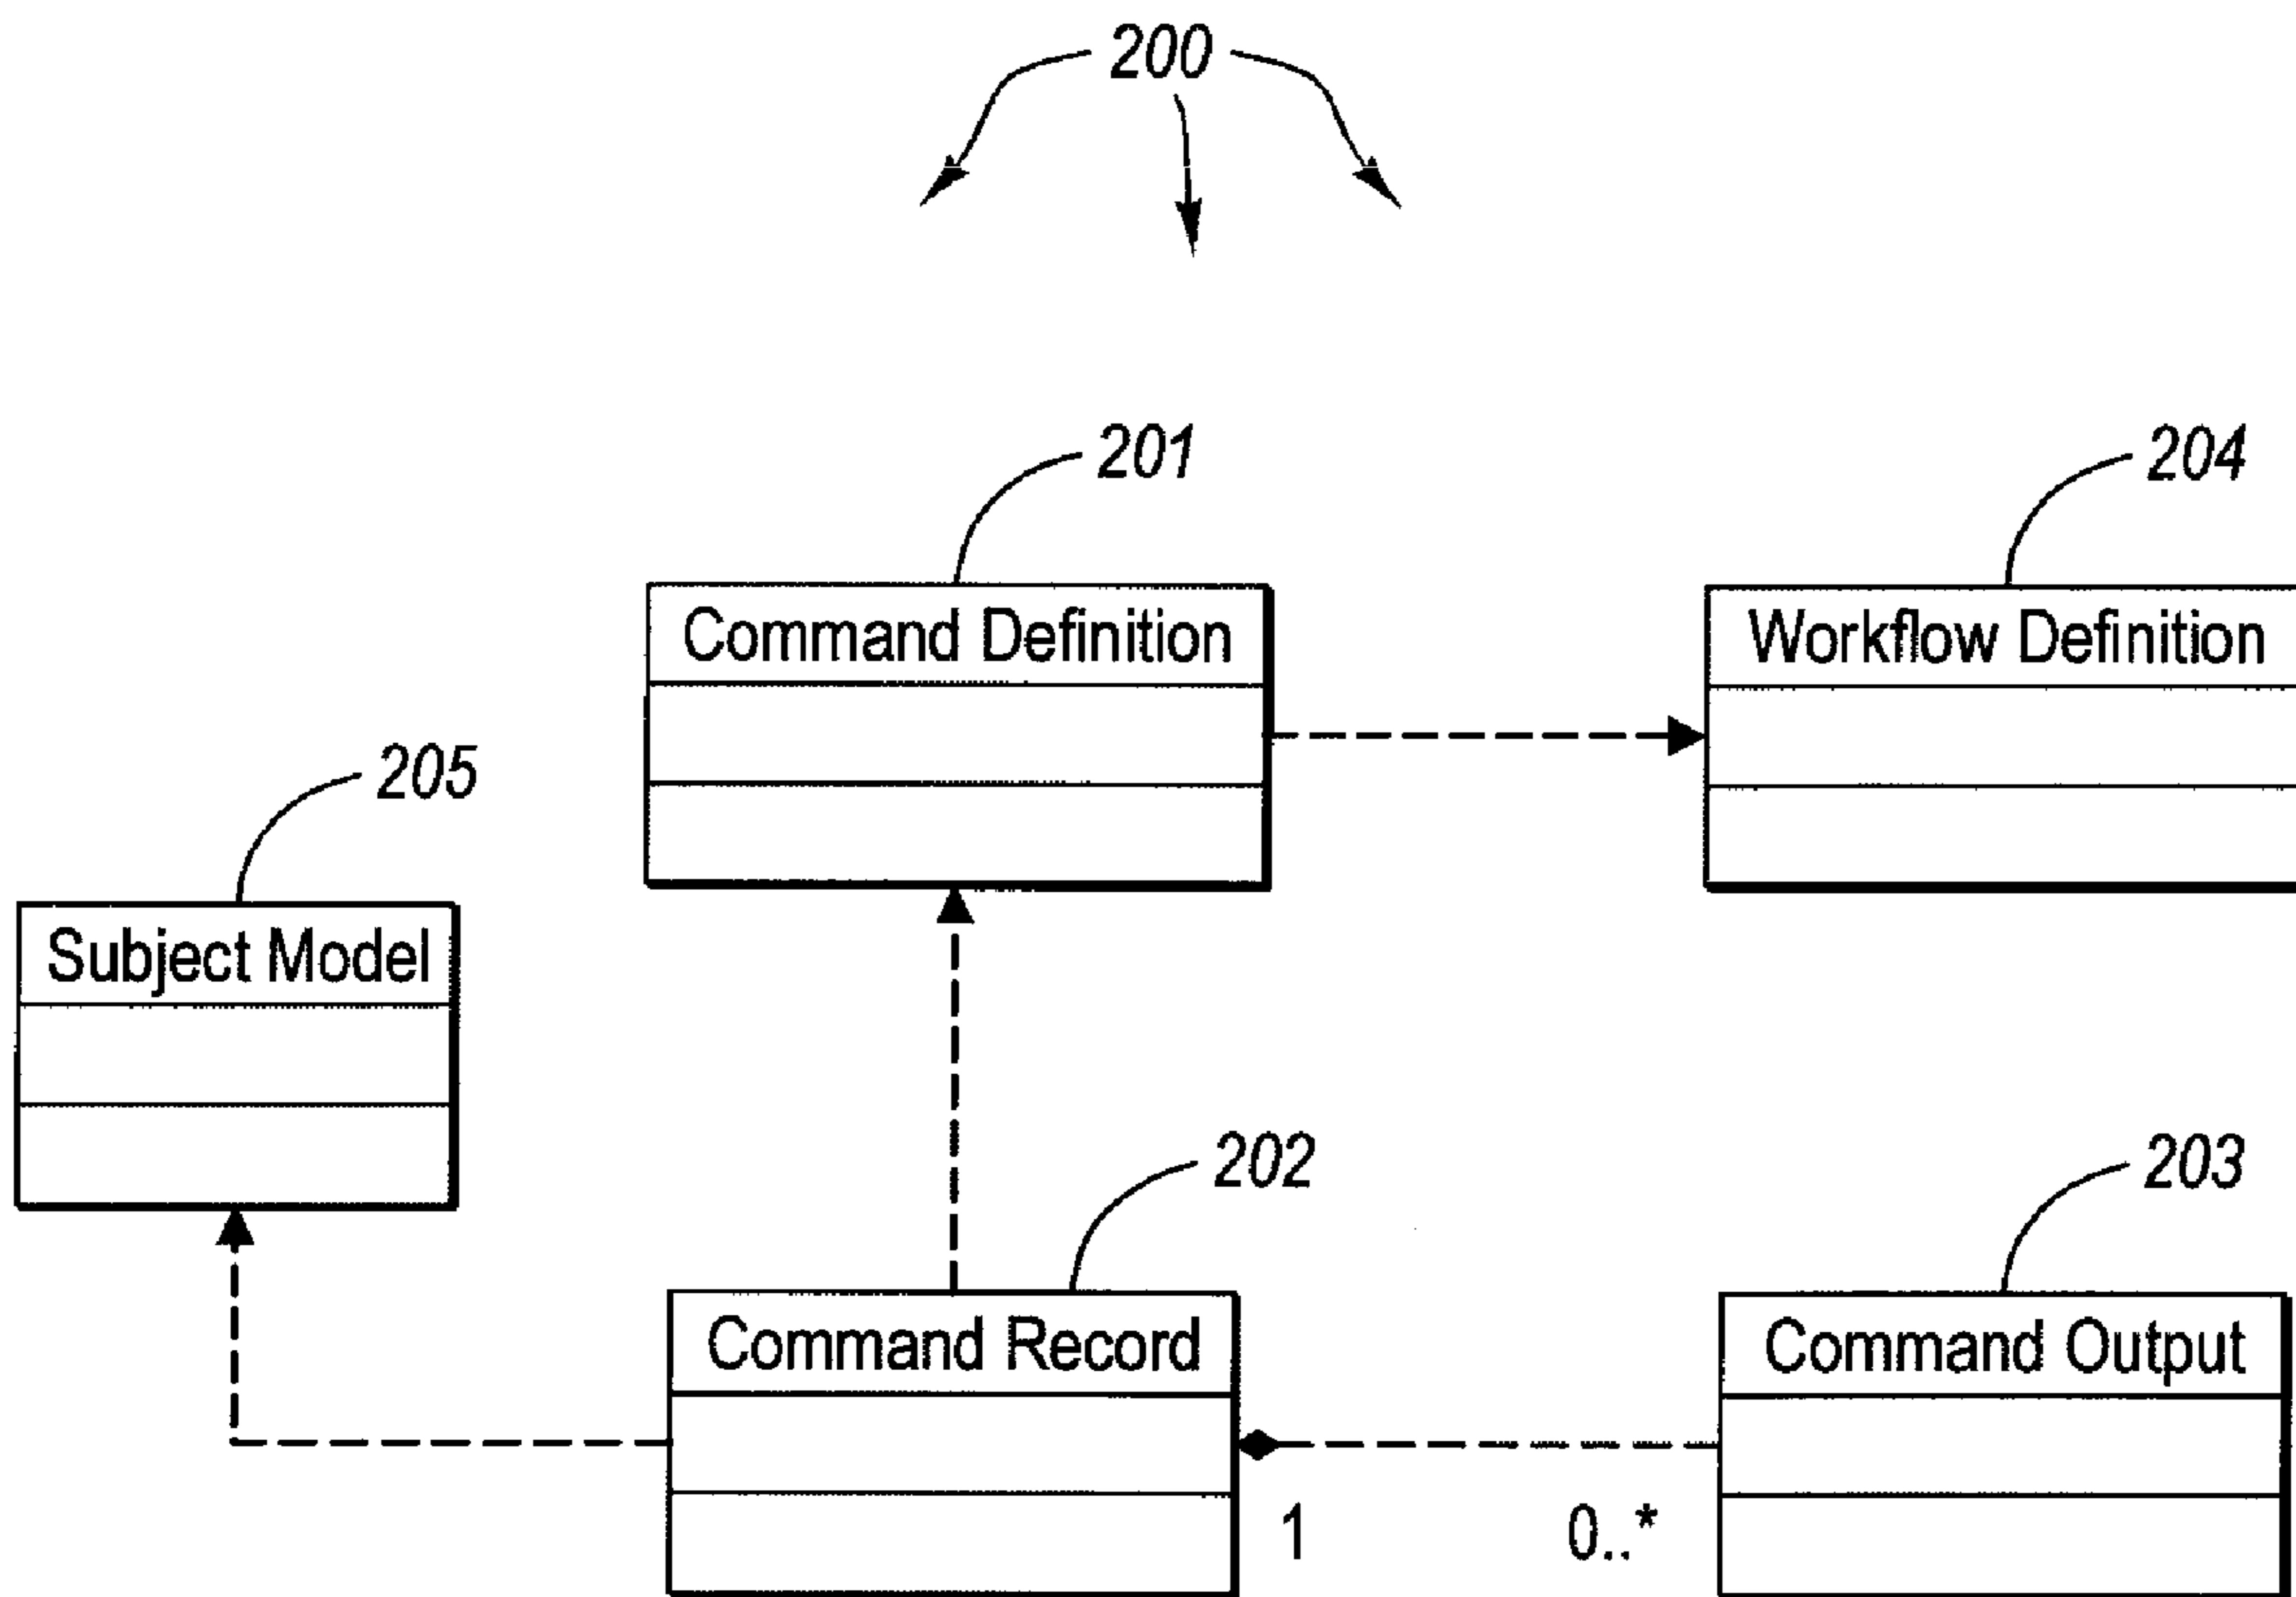 200
201
204
Command Definition
Workflow Definition
205
Subject Model
202
203
Command Record
Command Output
1
0..*